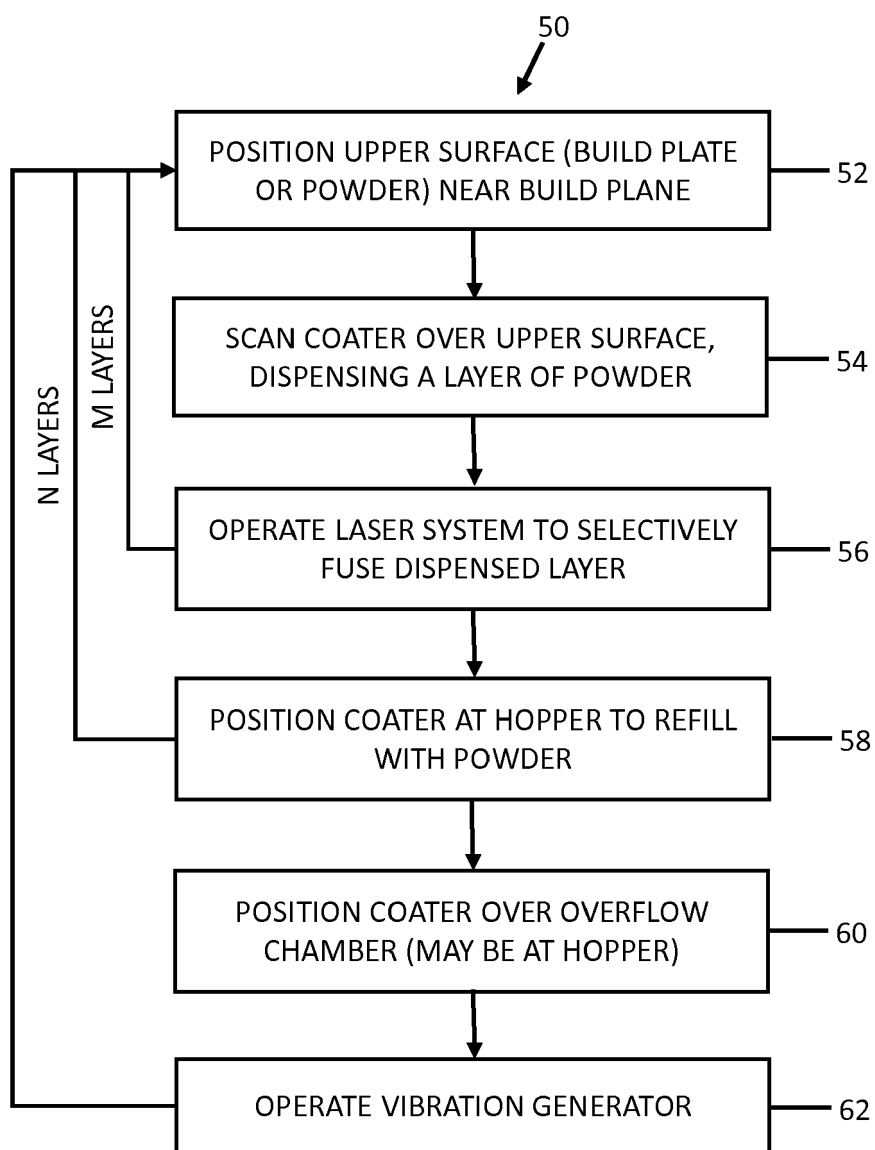 50
POSITION UPPER SURFACE (BUILD PLATE
OR POWDER) NEAR BUILD PLANE
52
SCAN COATER OVER UPPER SURFACE,
DISPENSING A LAYER OF POWDER
54
N LAYERS
M LAYERS
OPERATE LASER SYSTEM TO SELECTIVELY
FUSE DISPENSED LAYER
56
POSITION COATER AT HOPPER TO REFILL
WITH POWDER
58
POSITION COATER OVER OVERFLOW
CHAMBER (MAY BE AT HOPPER)
60
OPERATE VIBRATION GENERATOR
62